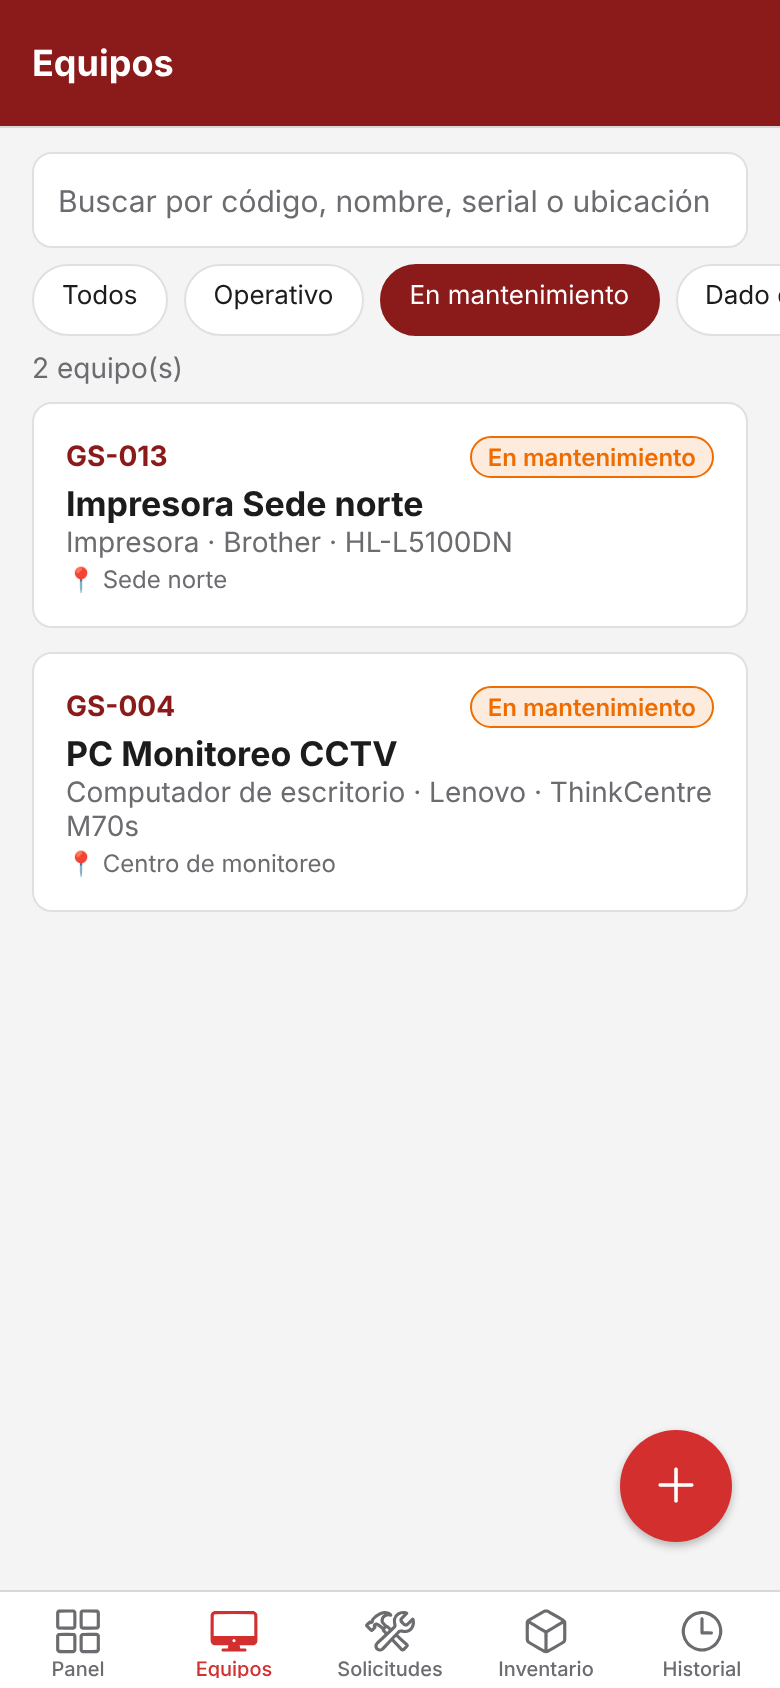 Equipos
Buscar por código, nombre, serial o ubicación
Todos
Operativo
En mantenimiento
Dado
2 equipo(s)
GS-013
En mantenimiento
Impresora Sede norte
Impresora · Brother · HL-L5100DN
📍 Sede norte
GS-004
En mantenimiento
PC Monitoreo CCTV
Computador de escritorio · Lenovo · ThinkCentre
M70s
📍 Centro de monitoreo
Panel
Equipos
Solicitudes
Inventario
Historial